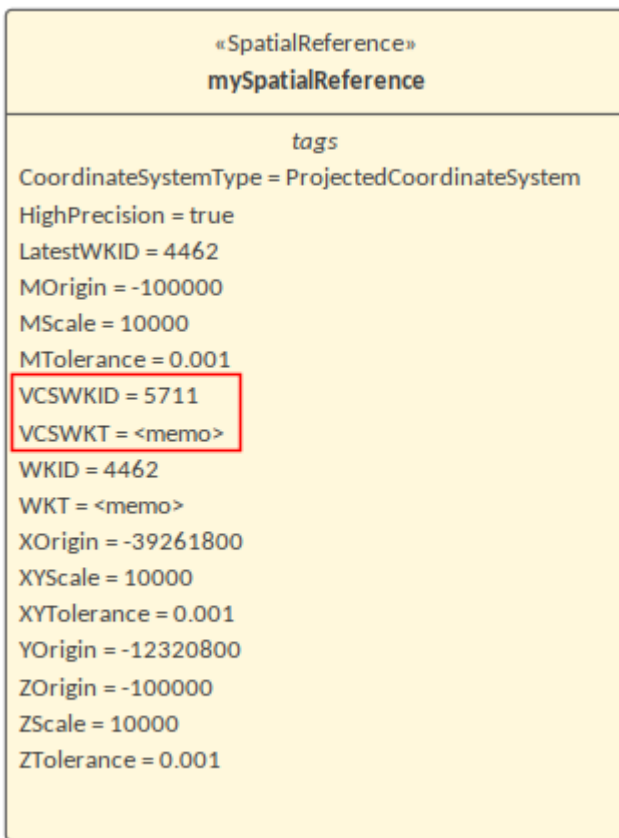 «SpatialReference»
mySpatialReference
tags
CoordinateSystemType = ProjectedCoordinateSystem
HighPrecision = true
LatestWKID = 4462
MOrigin = -100000
MScale = 10000
MTolerance = 0.001
VCSWKID = 5711
VCSWKT = <memo>
WKID = 4462
WKT = <memo>
XOrigin = -39261800
XYScale = 10000
XYTolerance = 0.001
YOrigin = -12320800
ZOrigin = -100000
ZScale = 10000
ZTolerance = 0.001